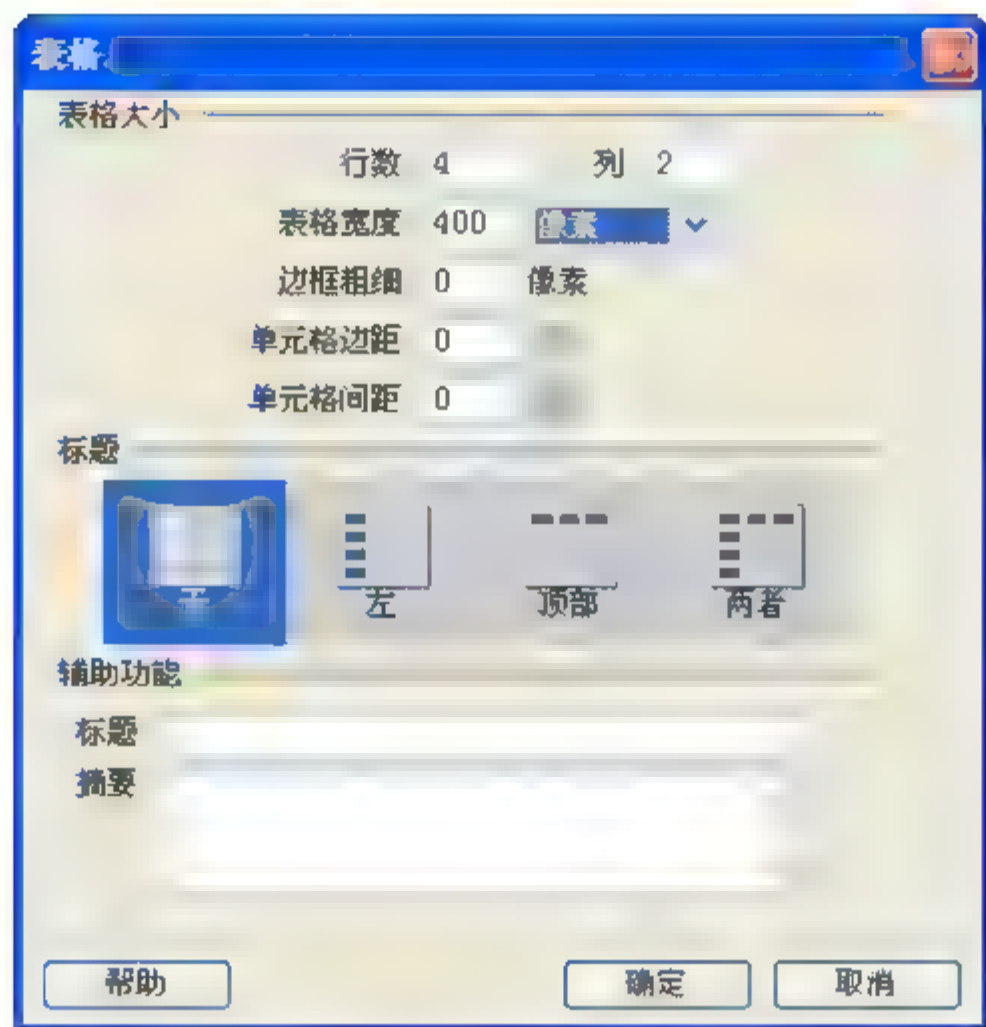 表格
表格大小
行数 4 列 2
表格宽度 400 像素
边框粗细 0 像素
单元格边距 0
单元格间距 0
标题
无
左 顶部 两者
辅助功能
标题
摘要
帮助 确定 取消